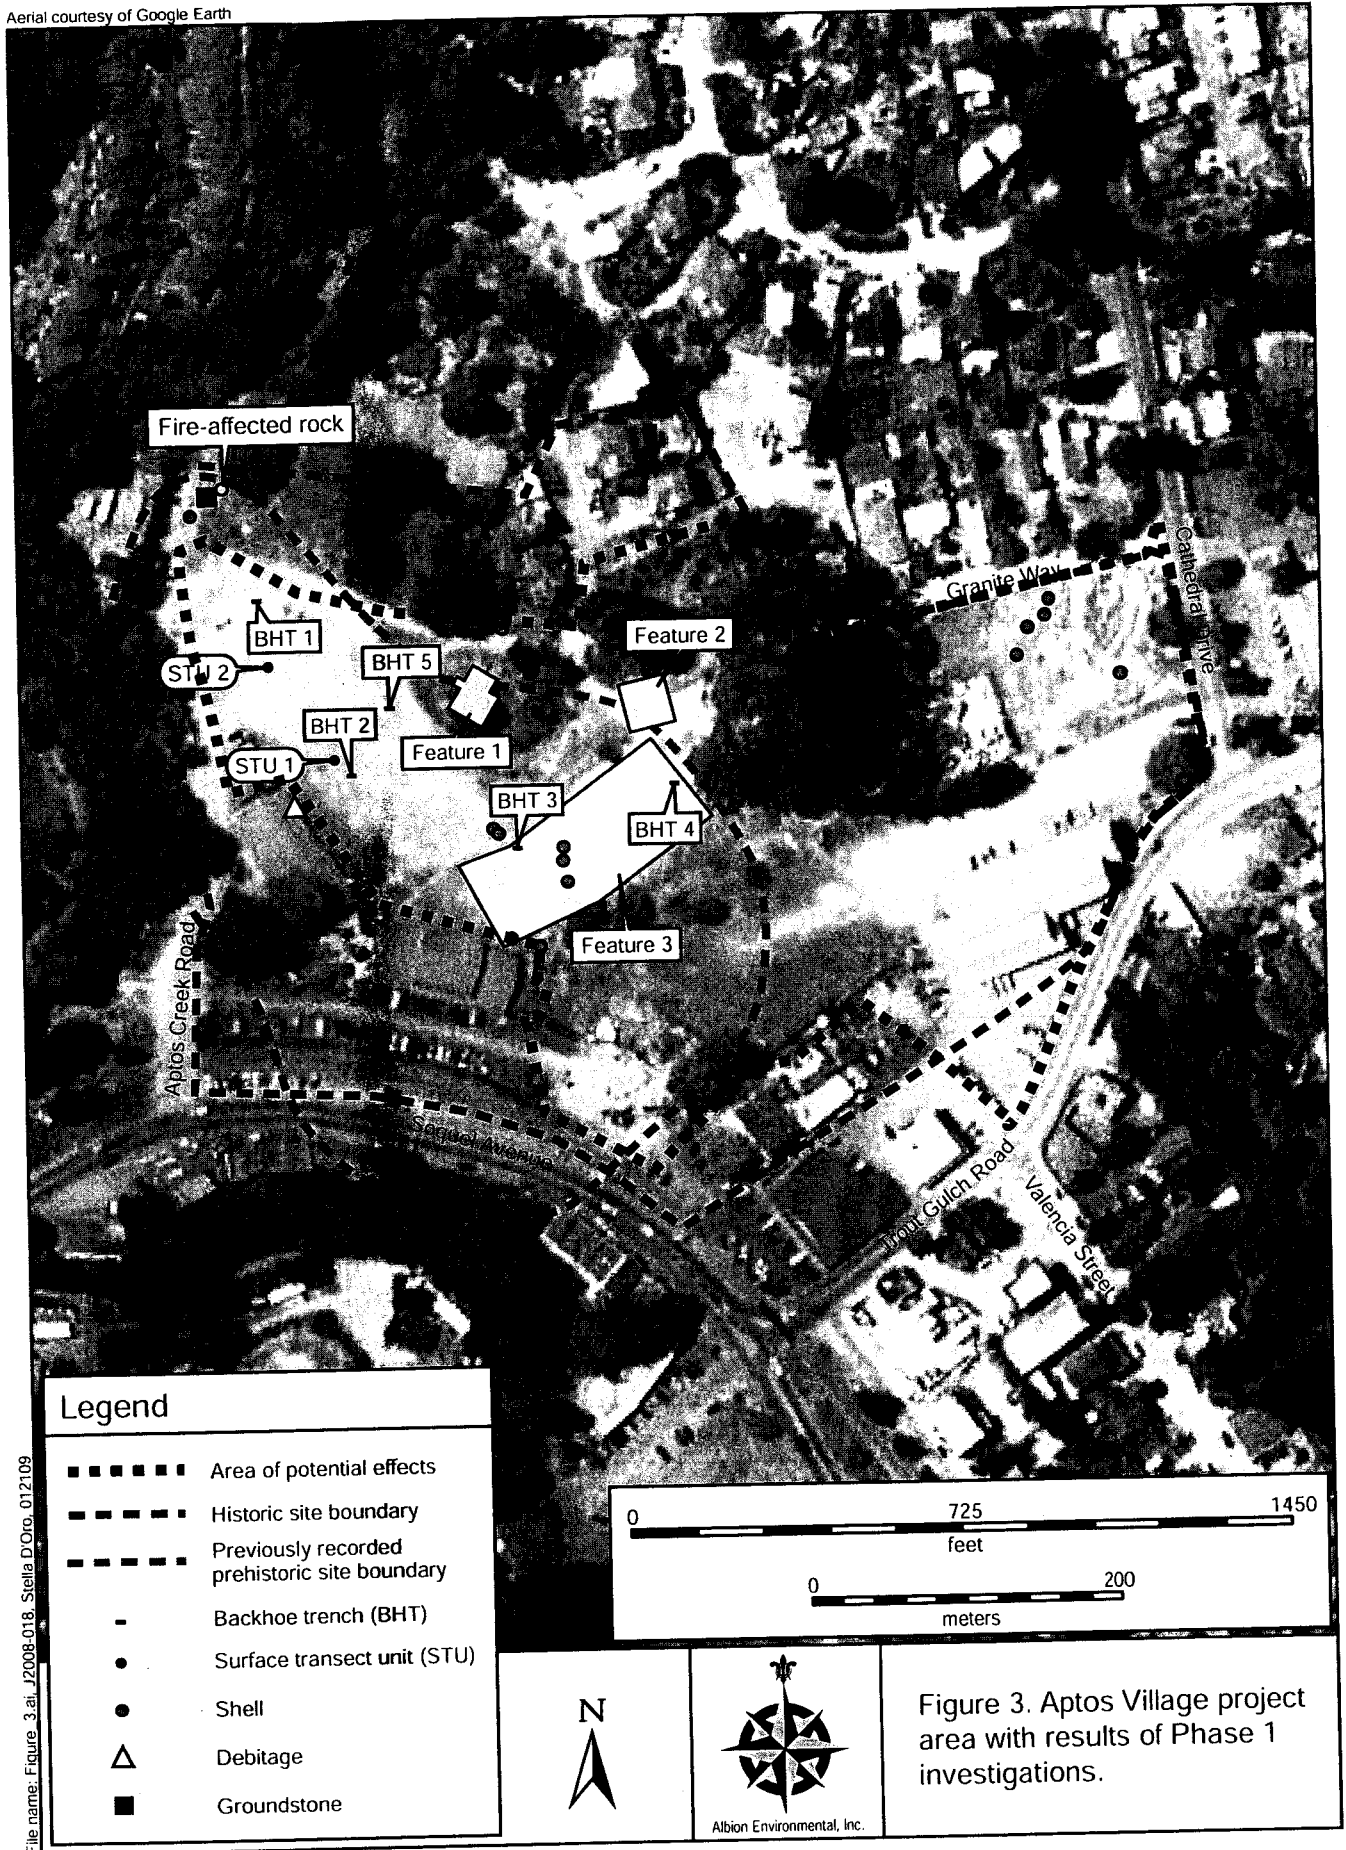 Aerial courtesy of Google Earth
Fire-affected rock
Granite Way
Cathedral Drive
BHT 1
Feature 2
STU 2
BHT 5
BHT 2
Feature 1
STU 1
BHT 3
BHT 4
Feature 3
Aptos Creek Road
Soquel Avenue
Trout Gulch Road
Valencia Street
Legend
Area of potential effects
Historic site boundary
Previously recorded
prehistoric site boundary
Backhoe trench (BHT)
Surface transect unit (STU)
Shell
Debitage
Groundstone
0 725 1450
feet
0 200
meters
N
Albion Environmental, Inc.
Figure 3. Aptos Village project
area with results of Phase 1
investigations.
File name: Figure_3.ai, J2008-018, Stella D'Oro, 012109